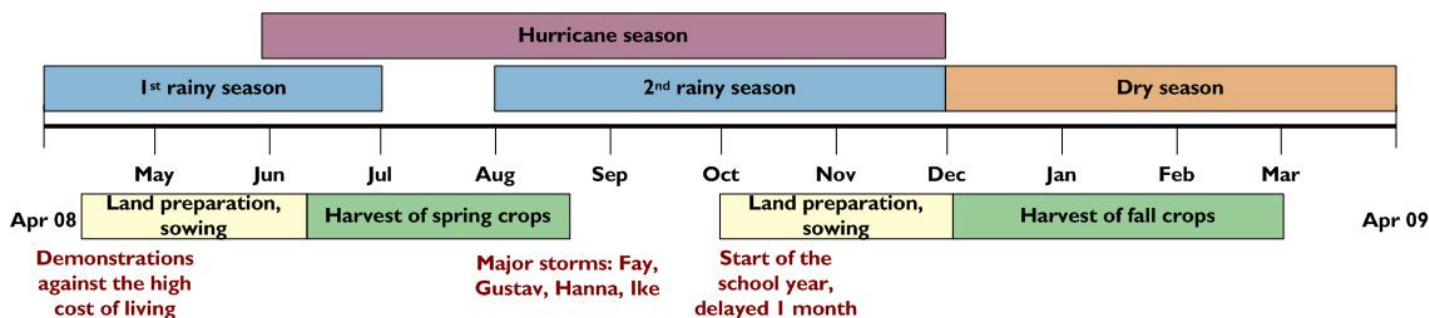 Hurricane season
1st rainy season
2nd rainy season
Dry season
May
Jun
Jul
Aug
Sep
Oct
Nov
Dec
Jan
Feb
Mar
Apr 08
Land preparation,
sowing
Harvest of spring crops
Land preparation,
sowing
Harvest of fall crops
Apr 09
Demonstrations
against the high
cost of living
Major storms: Fay,
Gustav, Hanna, Ike
Start of the
school year,
delayed 1 month